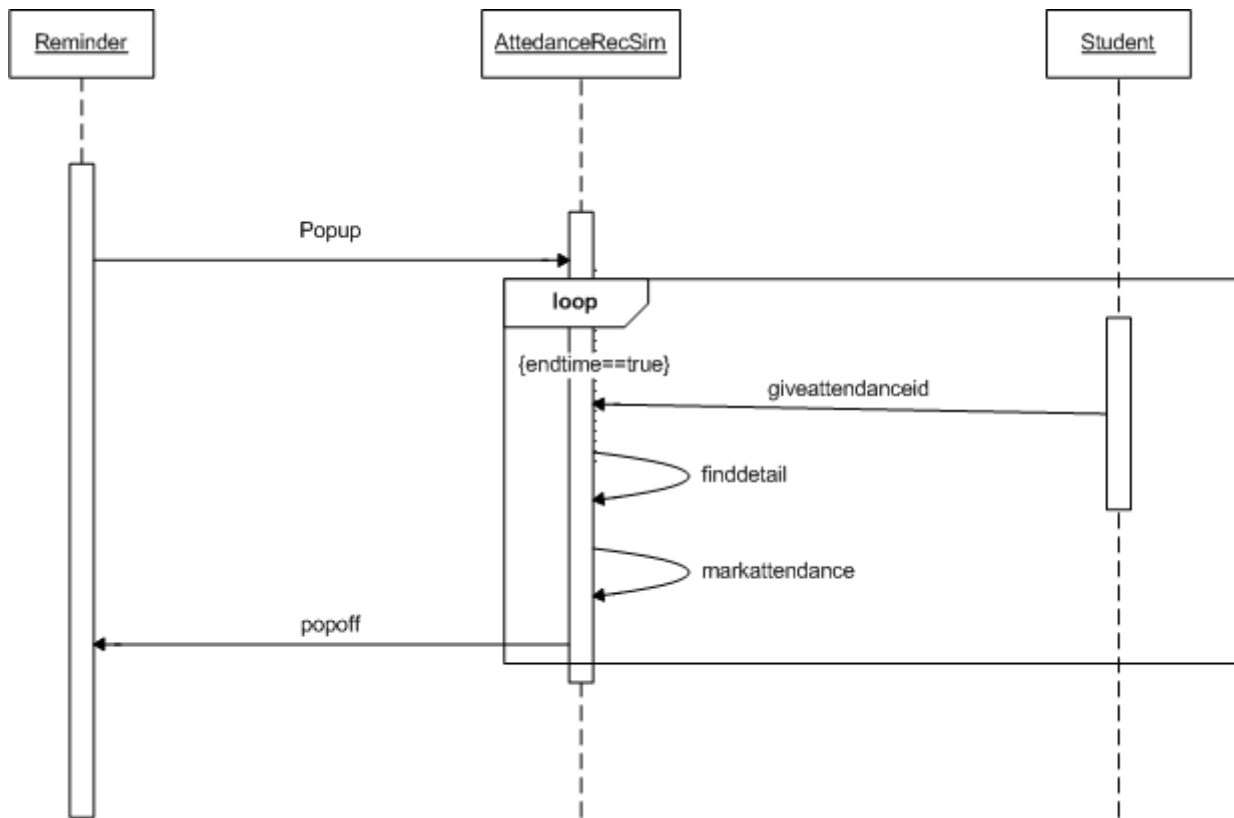 Reminder
AttedanceRecSim
Student
Popup
loop
{endtime==true}
giveattendanceid
finddetail
markattendance
popoff